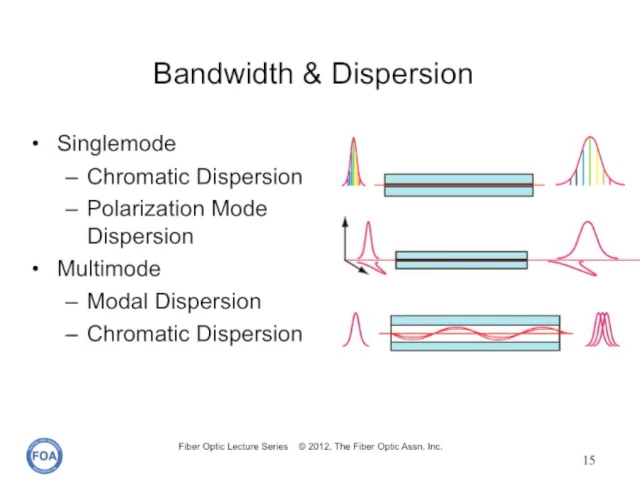 Bandwidth & Dispersion
• Singlemode
– Chromatic Dispersion
– Polarization Mode
Dispersion
• Multimode
– Modal Dispersion
– Chromatic Dispersion
Fiber Optic Lecture Series © 2012, The Fiber Optic Assn. Inc.
FOA
15